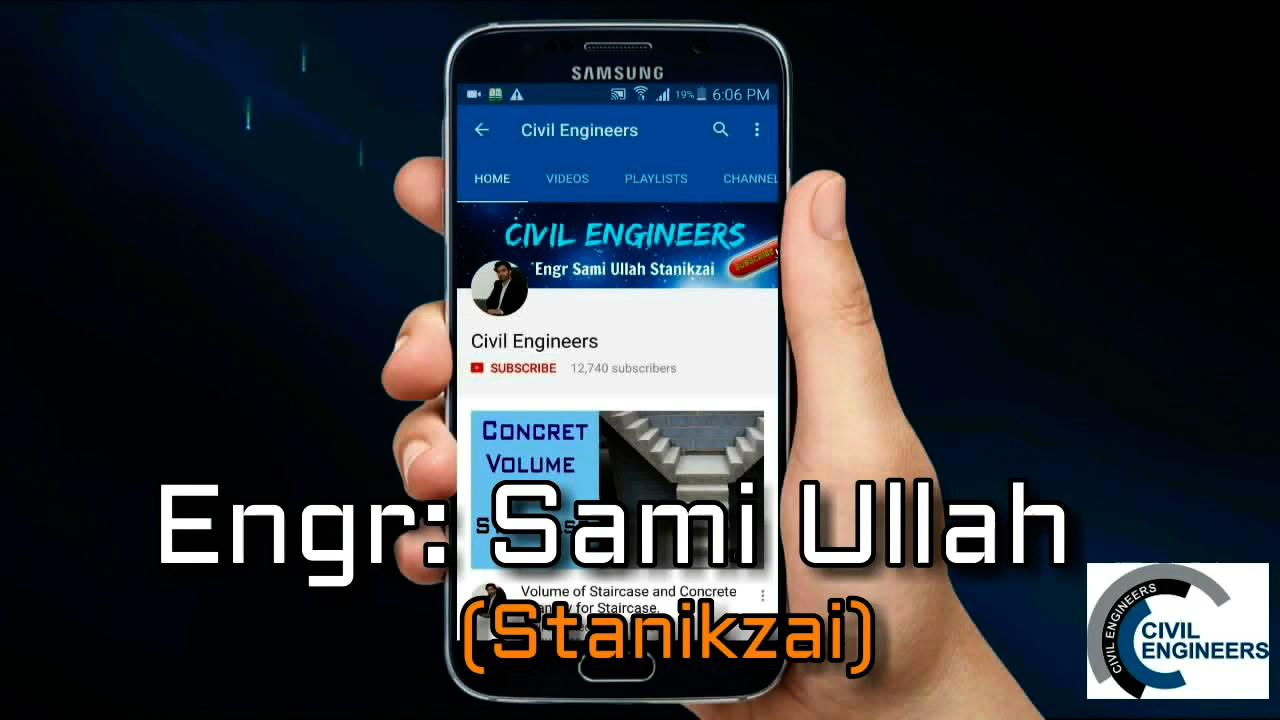 SAMSUNG
19% 6:06 PM
Civil Engineers
HOME VIDEOS PLAYLISTS CHANNEL
CIVIL ENGINEERS
Engr Sami Ullah Stanikzai
SUBSCRIBE
Civil Engineers
SUBSCRIBE 12,740 subscribers
CONCRET
VOLUME
Engr: Sami Ullah
Volume of Staircase and Concrete
for Staircase.
(Stanikzai)
CIVIL ENGINEERS
CIVIL
ENGINEERS